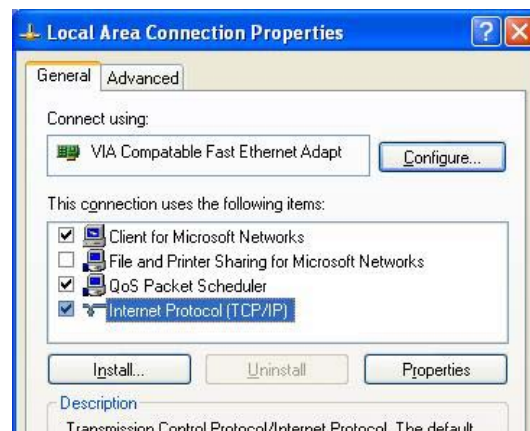 Local Area Connection Properties
General Advanced
Connect using:
VIA Compatable Fast Ethernet Adapt Configure...
This connection uses the following items:
Client for Microsoft Networks
File and Printer Sharing for Microsoft Networks
QoS Packet Scheduler
Internet Protocol (TCP/IP)
Install... Uninstall Properties
Description
Transmission Control Protocol/Internet Protocol. The default